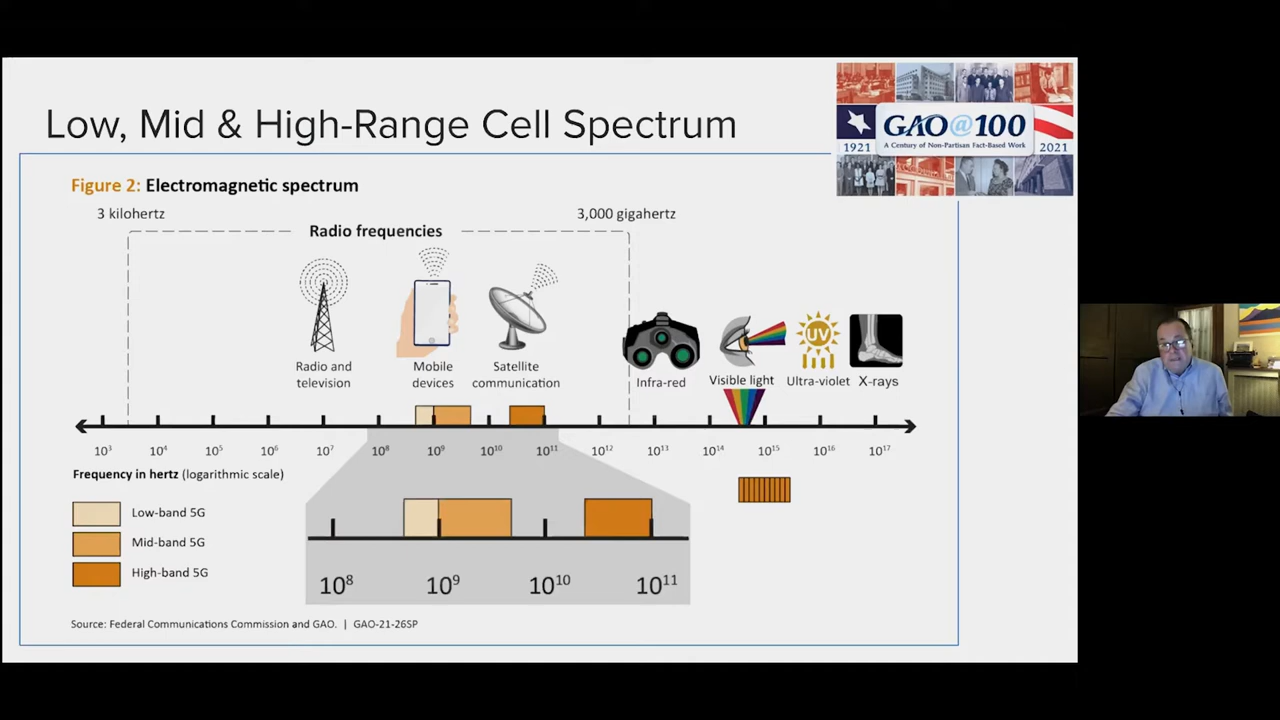 Low, Mid & High-Range Cell Spectrum
GAO@100
A Century of Non-Partisan Fact-Based Work
1921
2021
Figure 2: Electromagnetic spectrum
3 kilohertz
3,000 gigahertz
Radio frequencies
Radio and
television
Mobile
devices
Satellite
communication
Infra-red
Visible light
UV
Ultra-violet
X-rays
10³ 10⁴ 10⁵ 10⁶ 10⁷ 10⁸ 10⁹ 10¹⁰ 10¹¹ 10¹² 10¹³ 10¹⁴ 10¹⁵ 10¹⁶ 10¹⁷
Frequency in hertz (logarithmic scale)
Low-band 5G
Mid-band 5G
High-band 5G
10⁸ 10⁹ 10¹⁰ 10¹¹
Source: Federal Communications Commission and GAO. | GAO-21-26SP